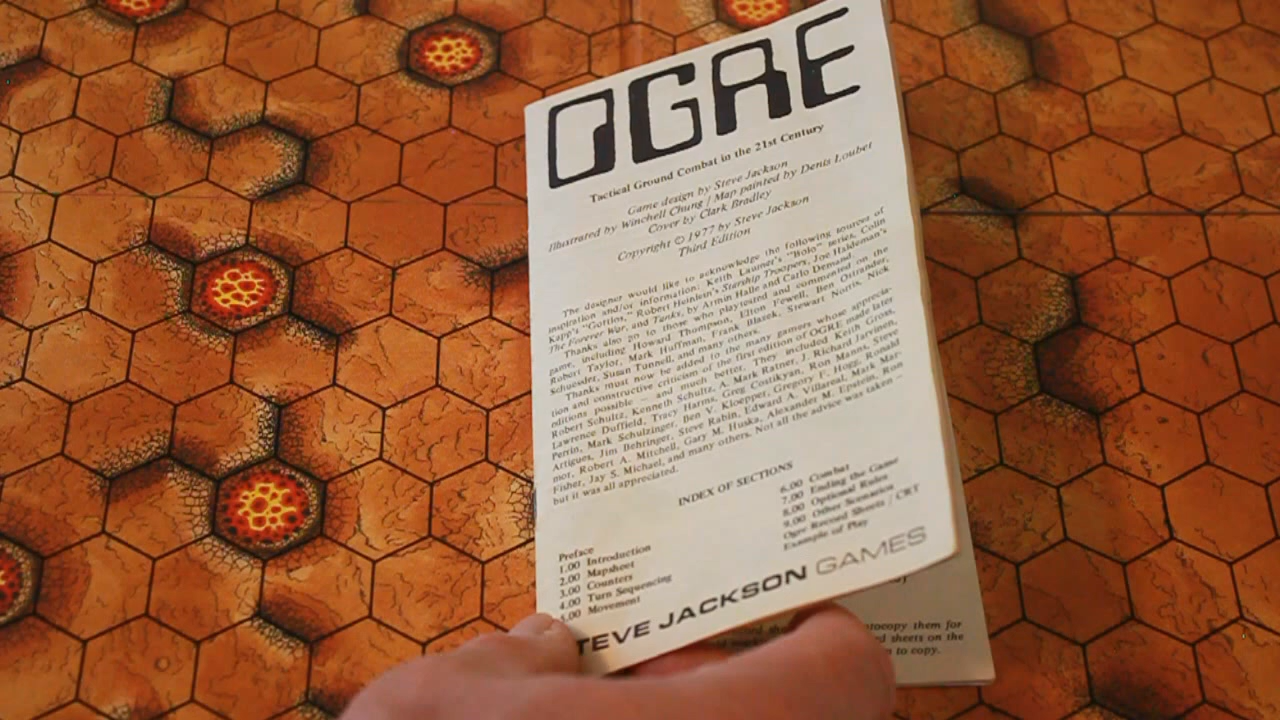 OGRE
Tactical Ground Combat in the 21st Century
Game design by Steve Jackson
Illustrated by Winchell Chung / Map painted by Denis Loubet
Cover by Clark Bradley
Copyright © 1977 by Steve Jackson
Third Edition
The designer would like to acknowledge the following sources of
inspiration and/or information: Keith Laumer's "Bolo" series, Colin
Kapp's "Gottlos," Robert Heinlein's Starship Troopers, Joe Haldeman's
The Forever War, and Tanks, by Armin Halle and Carlo Demand.
Thanks also go to those who playtested and commented on the
game, including Howard Thompson, Elton Fewell, Ben Ostrander,
Robert Taylor, Mark Huffman, Frank Blazek, Stewart Norris, Nick
Schuessler, Susan Tunnall, and many others.
Thanks must now be added to the many gamers whose apprecia-
tion and constructive criticism of the first edition of OGRE made later
editions possible — and much better. They included Keith Gross,
Robert Schultz, Kenneth Schultz, A. Mark Ratner, J. Richard Jarvinen,
Lawrence Duffield, Tracy Harms, Greg Costikyan, Ron Manns, Steve
Perrin, Mark Schulzinger, Ben V. Kloepper, Gregory F. Hogg, Ronald
Artigues, Jim Behringer, Steve Rabin, Edward A. Villareal, Mark Mar-
mor, Robert A. Mitchell, Gary M. Huska, Alexander M. Epstein, Ron
Fisher, Jay S. Michael, and many others. Not all the advice was taken –
but it was all appreciated.
INDEX OF SECTIONS
Preface
1.00 Introduction
2.00 Mapsheet
3.00 Counters
4.00 Turn Sequencing
5.00 Movement
6.00 Combat
7.00 Ending the Game
8.00 Optional Rules
9.00 Other Scenarios
Ogre Record Sheets / CRT
Example of Play
STEVE JACKSON GAMES
photocopy them for
sheets on the
to copy.